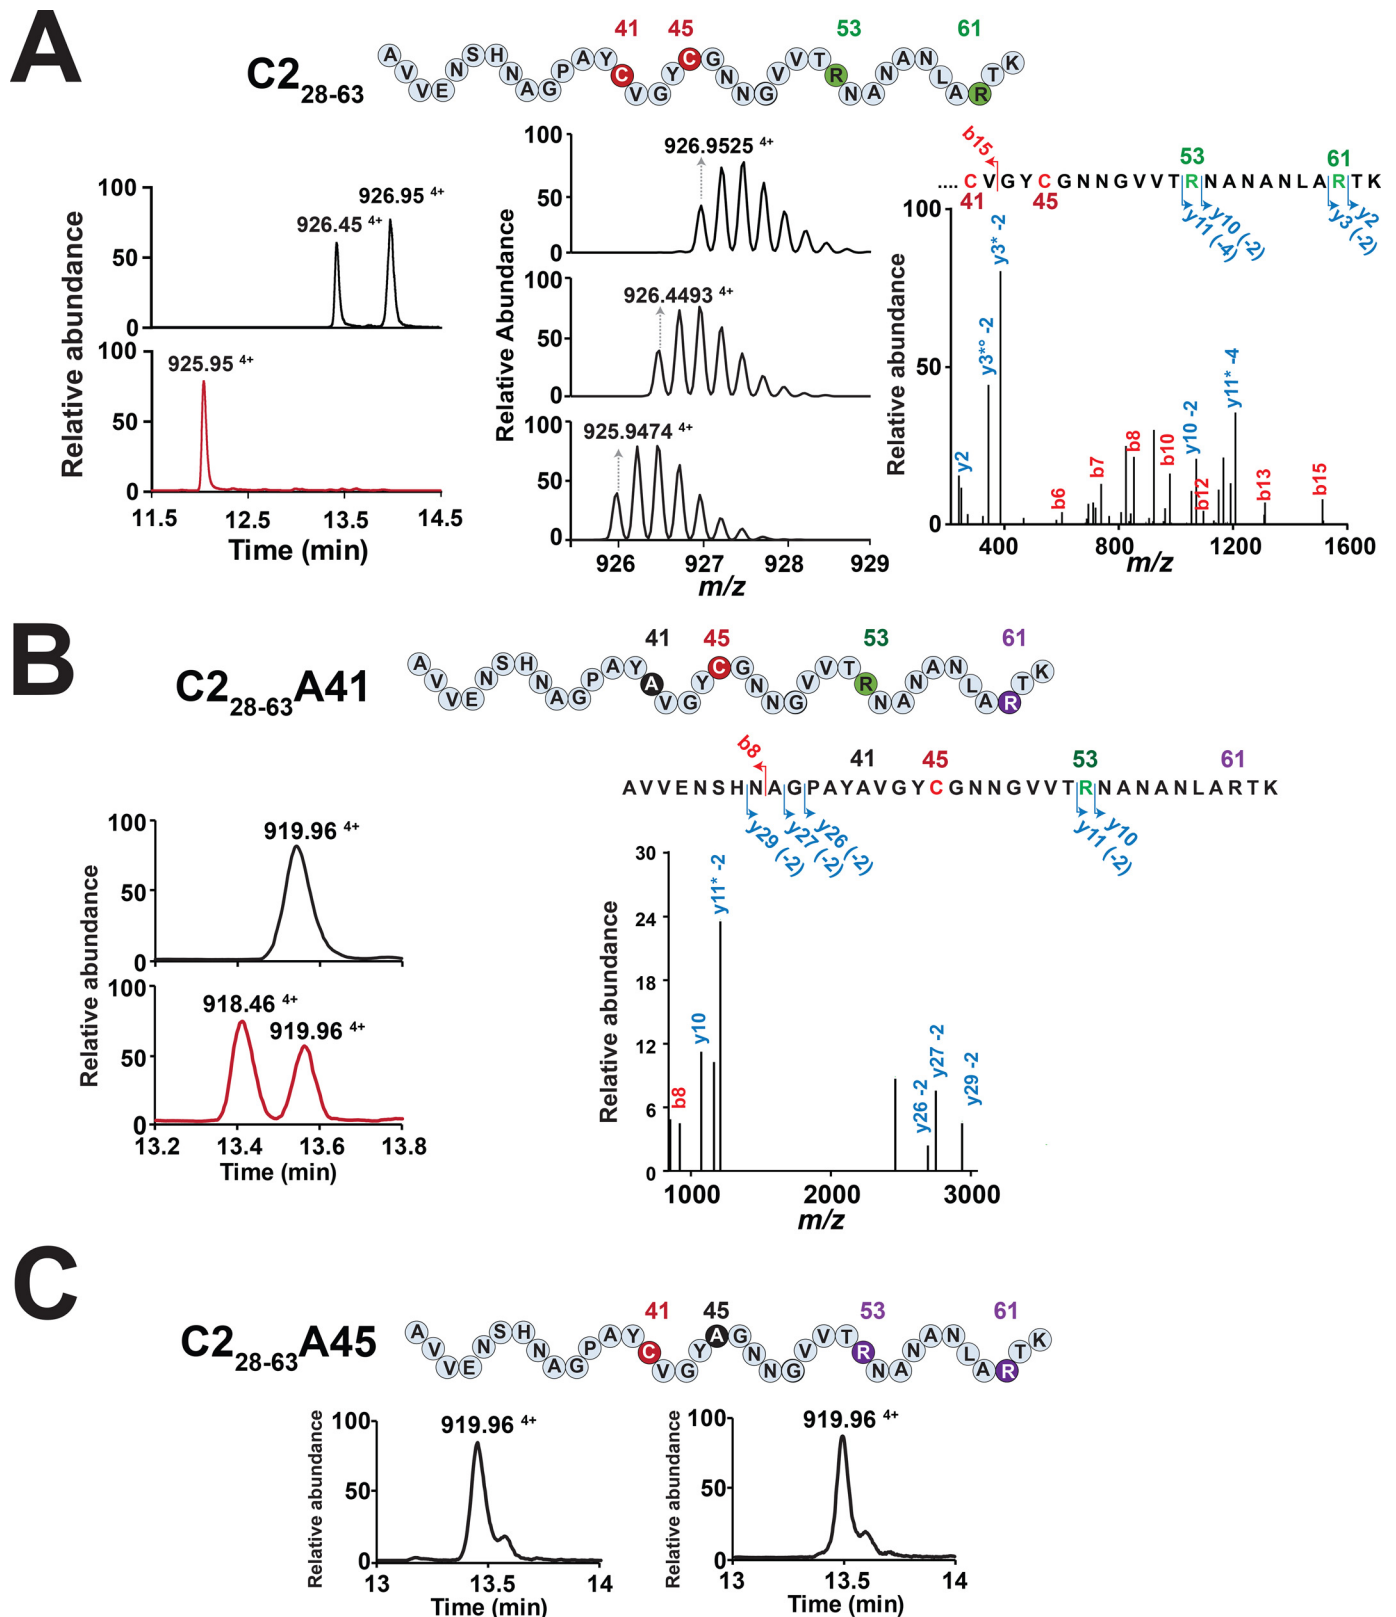 A
C2 28-63
41 45 53 61
A V V E N S H N A G P A Y C V G Y C G N N G V V T R N A N A N L A R T K
Relative abundance
100
50
0
926.45 4+
926.95 4+
100
50
0
925.95 4+
11.5 12.5 13.5 14.5
Time (min)
Relative Abundance
100
50
0
926.9525 4+
100
50
0
926.4493 4+
100
50
0
925.9474 4+
926 927 928 929
m/z
b15
53 61
.... C V G Y C G N N G V V T R N A N A N L A R T K
41 45
y11 (-4) y10 (-2) y3 (-2) y2
Relative abundance
100
50
0
y2
y3*° -2
y3* -2
b6
b7
b8
b10
y10 -2
b12
y11* -4
b13
b15
400 800 1200 1600
m/z
B
C2 28-63 A41
41 45 53 61
A V V E N S H N A G P A Y A V G Y C G N N G V V T R N A N A N L A R T K
Relative abundance
100
50
0
919.96 4+
Relative abundance
100
50
0
918.46 4+
919.96 4+
13.2 13.4 13.6 13.8
Time (min)
b8
41 45 53 61
A V V E N S H N A G P A Y A V G Y C G N N G V V T R N A N A N L A R T K
y29 (-2) y27 (-2) y26 (-2) y11 (-2) y10
Relative abundance
30
24
18
12
6
0
b8
y10
y11* -2
y26 -2
y27 -2
y29 -2
1000 2000 3000
m/z
C
C2 28-63 A45
41 45 53 61
A V V E N S H N A G P A Y C V G Y A G N N G V V T R N A N A N L A R T K
Relative abundance
100
50
0
919.96 4+
13 13.5 14
Time (min)
Relative abundance
100
50
0
919.96 4+
13 13.5 14
Time (min)